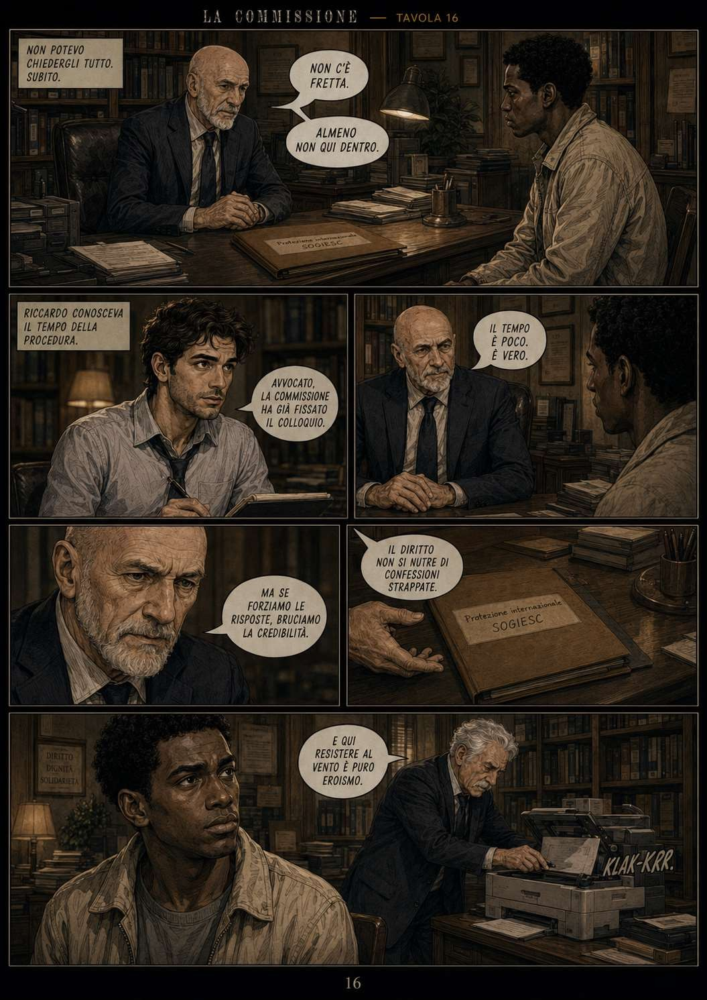 LA COMMISSIONE — TAVOLA 16
NON POTEVO
CHIEDERGLI TUTTO.
SUBITO.
NON C'È
FRETTA.
ALMENO
NON QUI DENTRO.
Protezione internazionale
SOGIESC
RICCARDO CONOSCEVA
IL TEMPO DELLA
PROCEDURA.
AVVOCATO,
LA COMMISSIONE
HA GIÀ FISSATO
IL COLLOQUIO.
IL TEMPO
È POCO.
È VERO.
MA SE
FORZIAMO LE
RISPOSTE, BRUCIAMO
LA CREDIBILITÀ.
IL DIRITTO
NON SI NUTRE DI
CONFESSIONI
STRAPPATE.
Protezione internazionale
SOGIESC
DIRITTO
DIGNITÀ
SOLIDARIETÀ
E QUI
RESISTERE AL
VENTO È PURO
EROISMO.
KLAK-KRR.
16